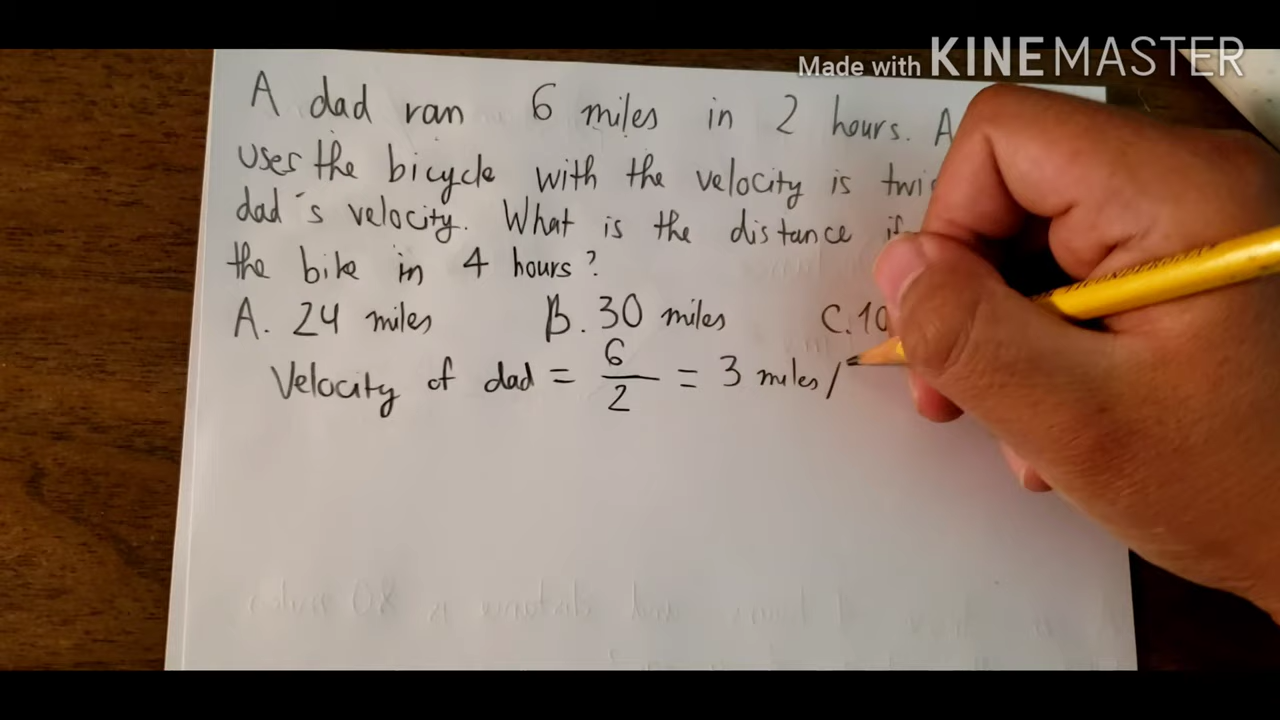 Made with KINEMASTER
A dad ran 6 miles in 2 hours. A
uses the bicycle with the velocity is
dad's velocity. What is the distance
the bike in 4 hours?
A. 24 miles B. 30 miles C. 10
Velocity of dad = 6/2 = 3 miles/